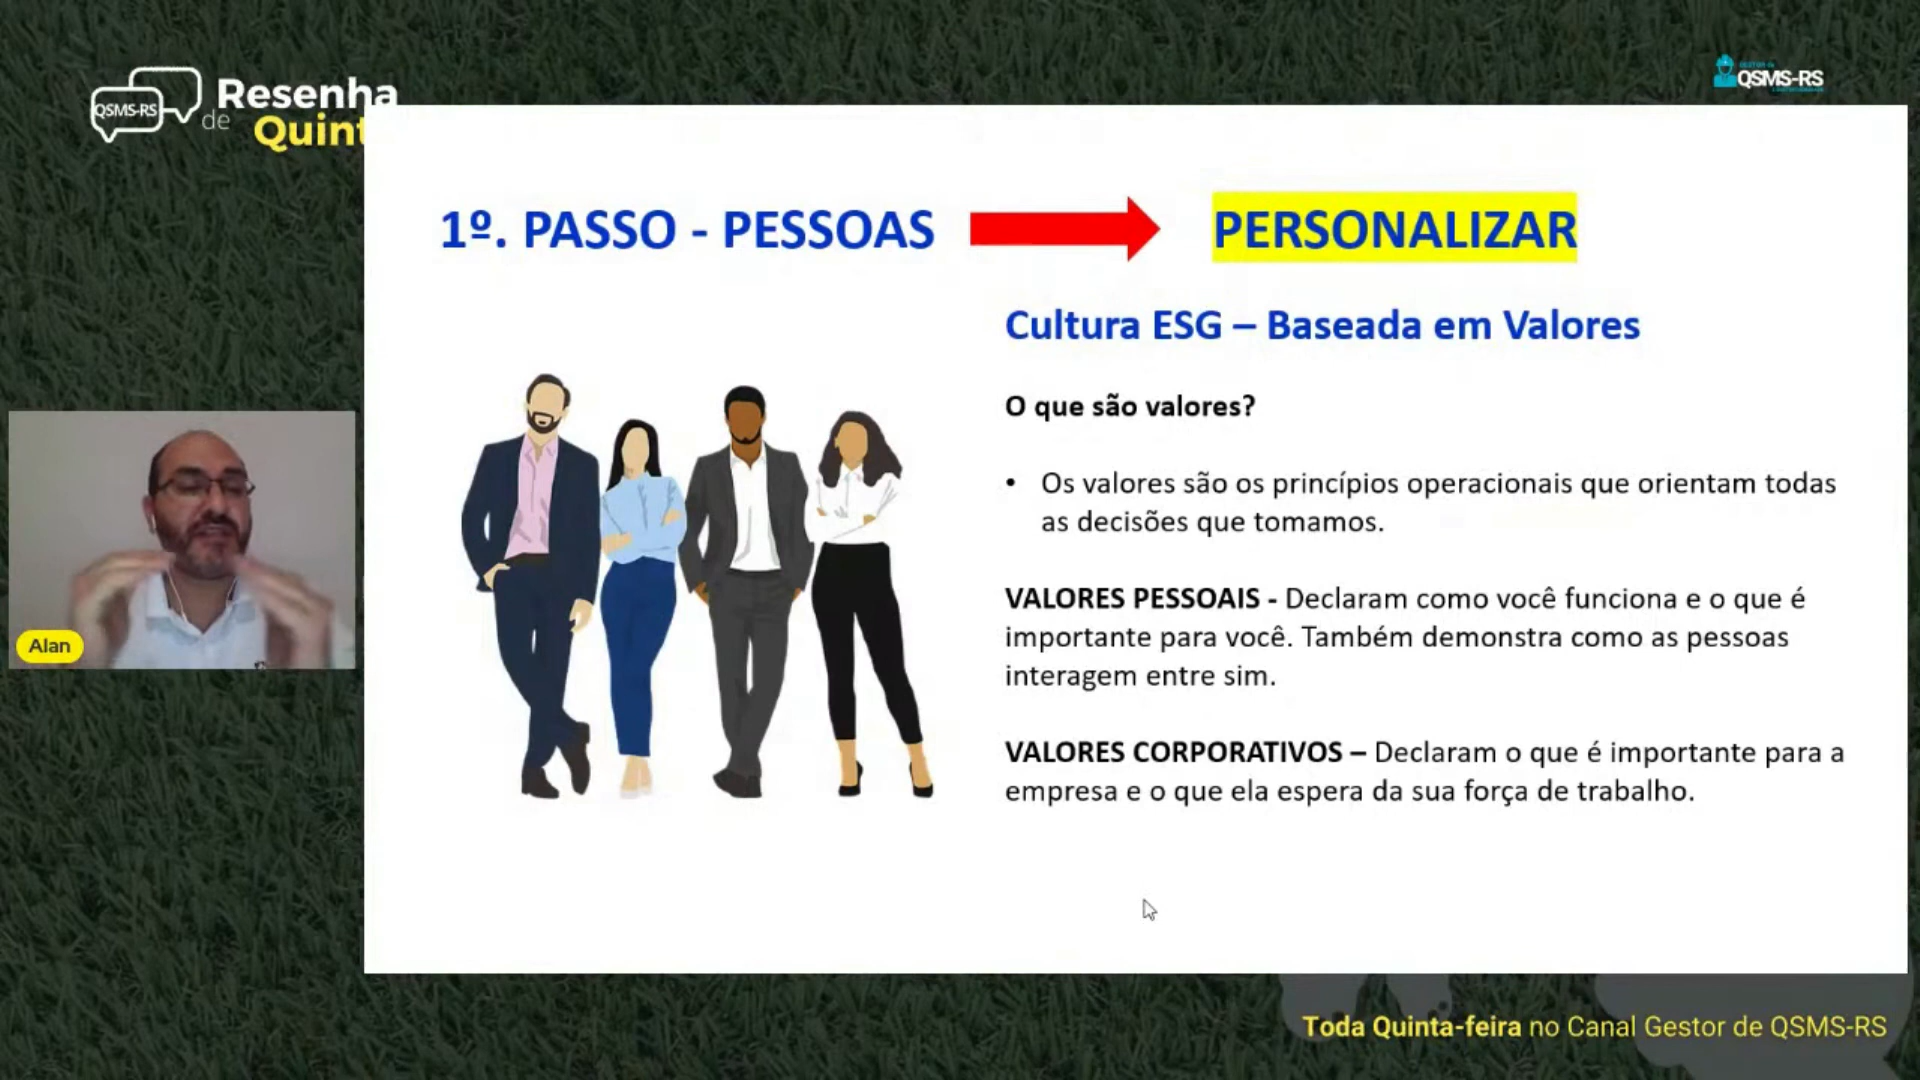 QSMS-RS
Resenha
de
Quint
QSMS-RS
1º. PASSO - PESSOAS
PERSONALIZAR
Cultura ESG – Baseada em Valores
O que são valores?
• Os valores são os princípios operacionais que orientam todas
as decisões que tomamos.
VALORES PESSOAIS - Declaram como você funciona e o que é
importante para você. Também demonstra como as pessoas
interagem entre sim.
VALORES CORPORATIVOS – Declaram o que é importante para a
empresa e o que ela espera da sua força de trabalho.
Alan
Toda Quinta-feira no Canal Gestor de QSMS-RS